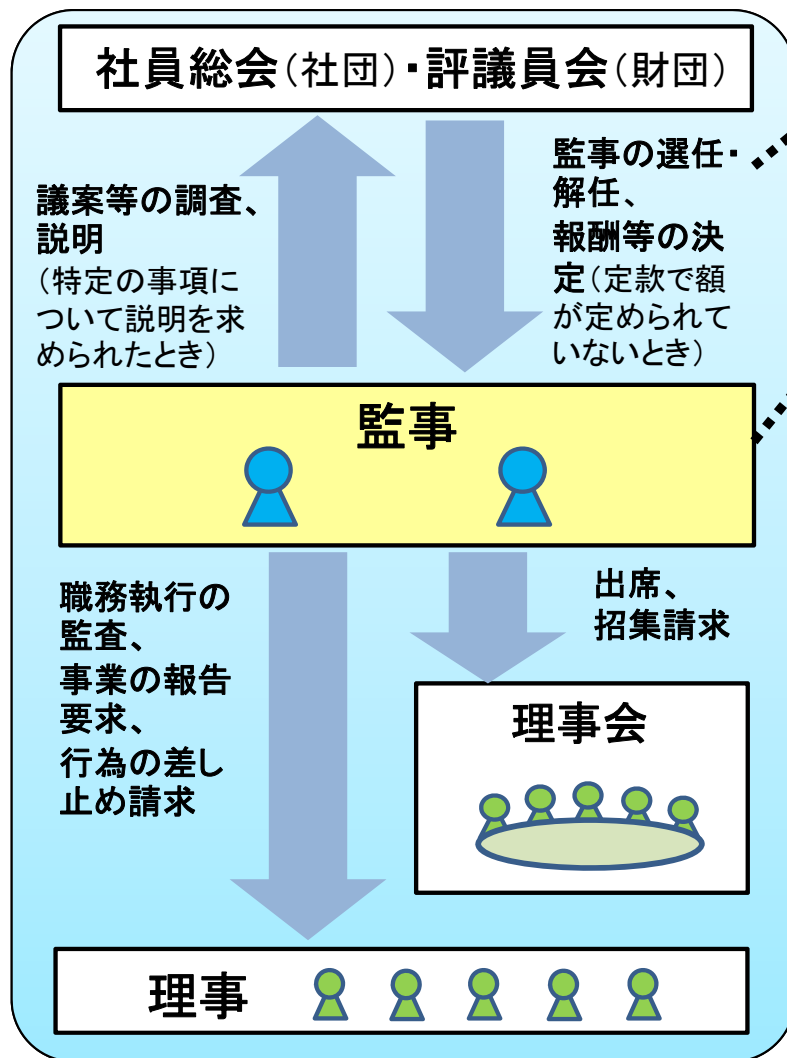 社員総会(社団)・評議員会(財団)
議案等の調査、
説明
(特定の事項に
ついて説明を求
められたとき)
監事の選任・
解任、
報酬等の決
定(定款で額
が定められて
いないとき)
監事
職務執行の
監査、
事業の報告
要求、
行為の差し
止め請求
出席、
招集請求
理事会
理事